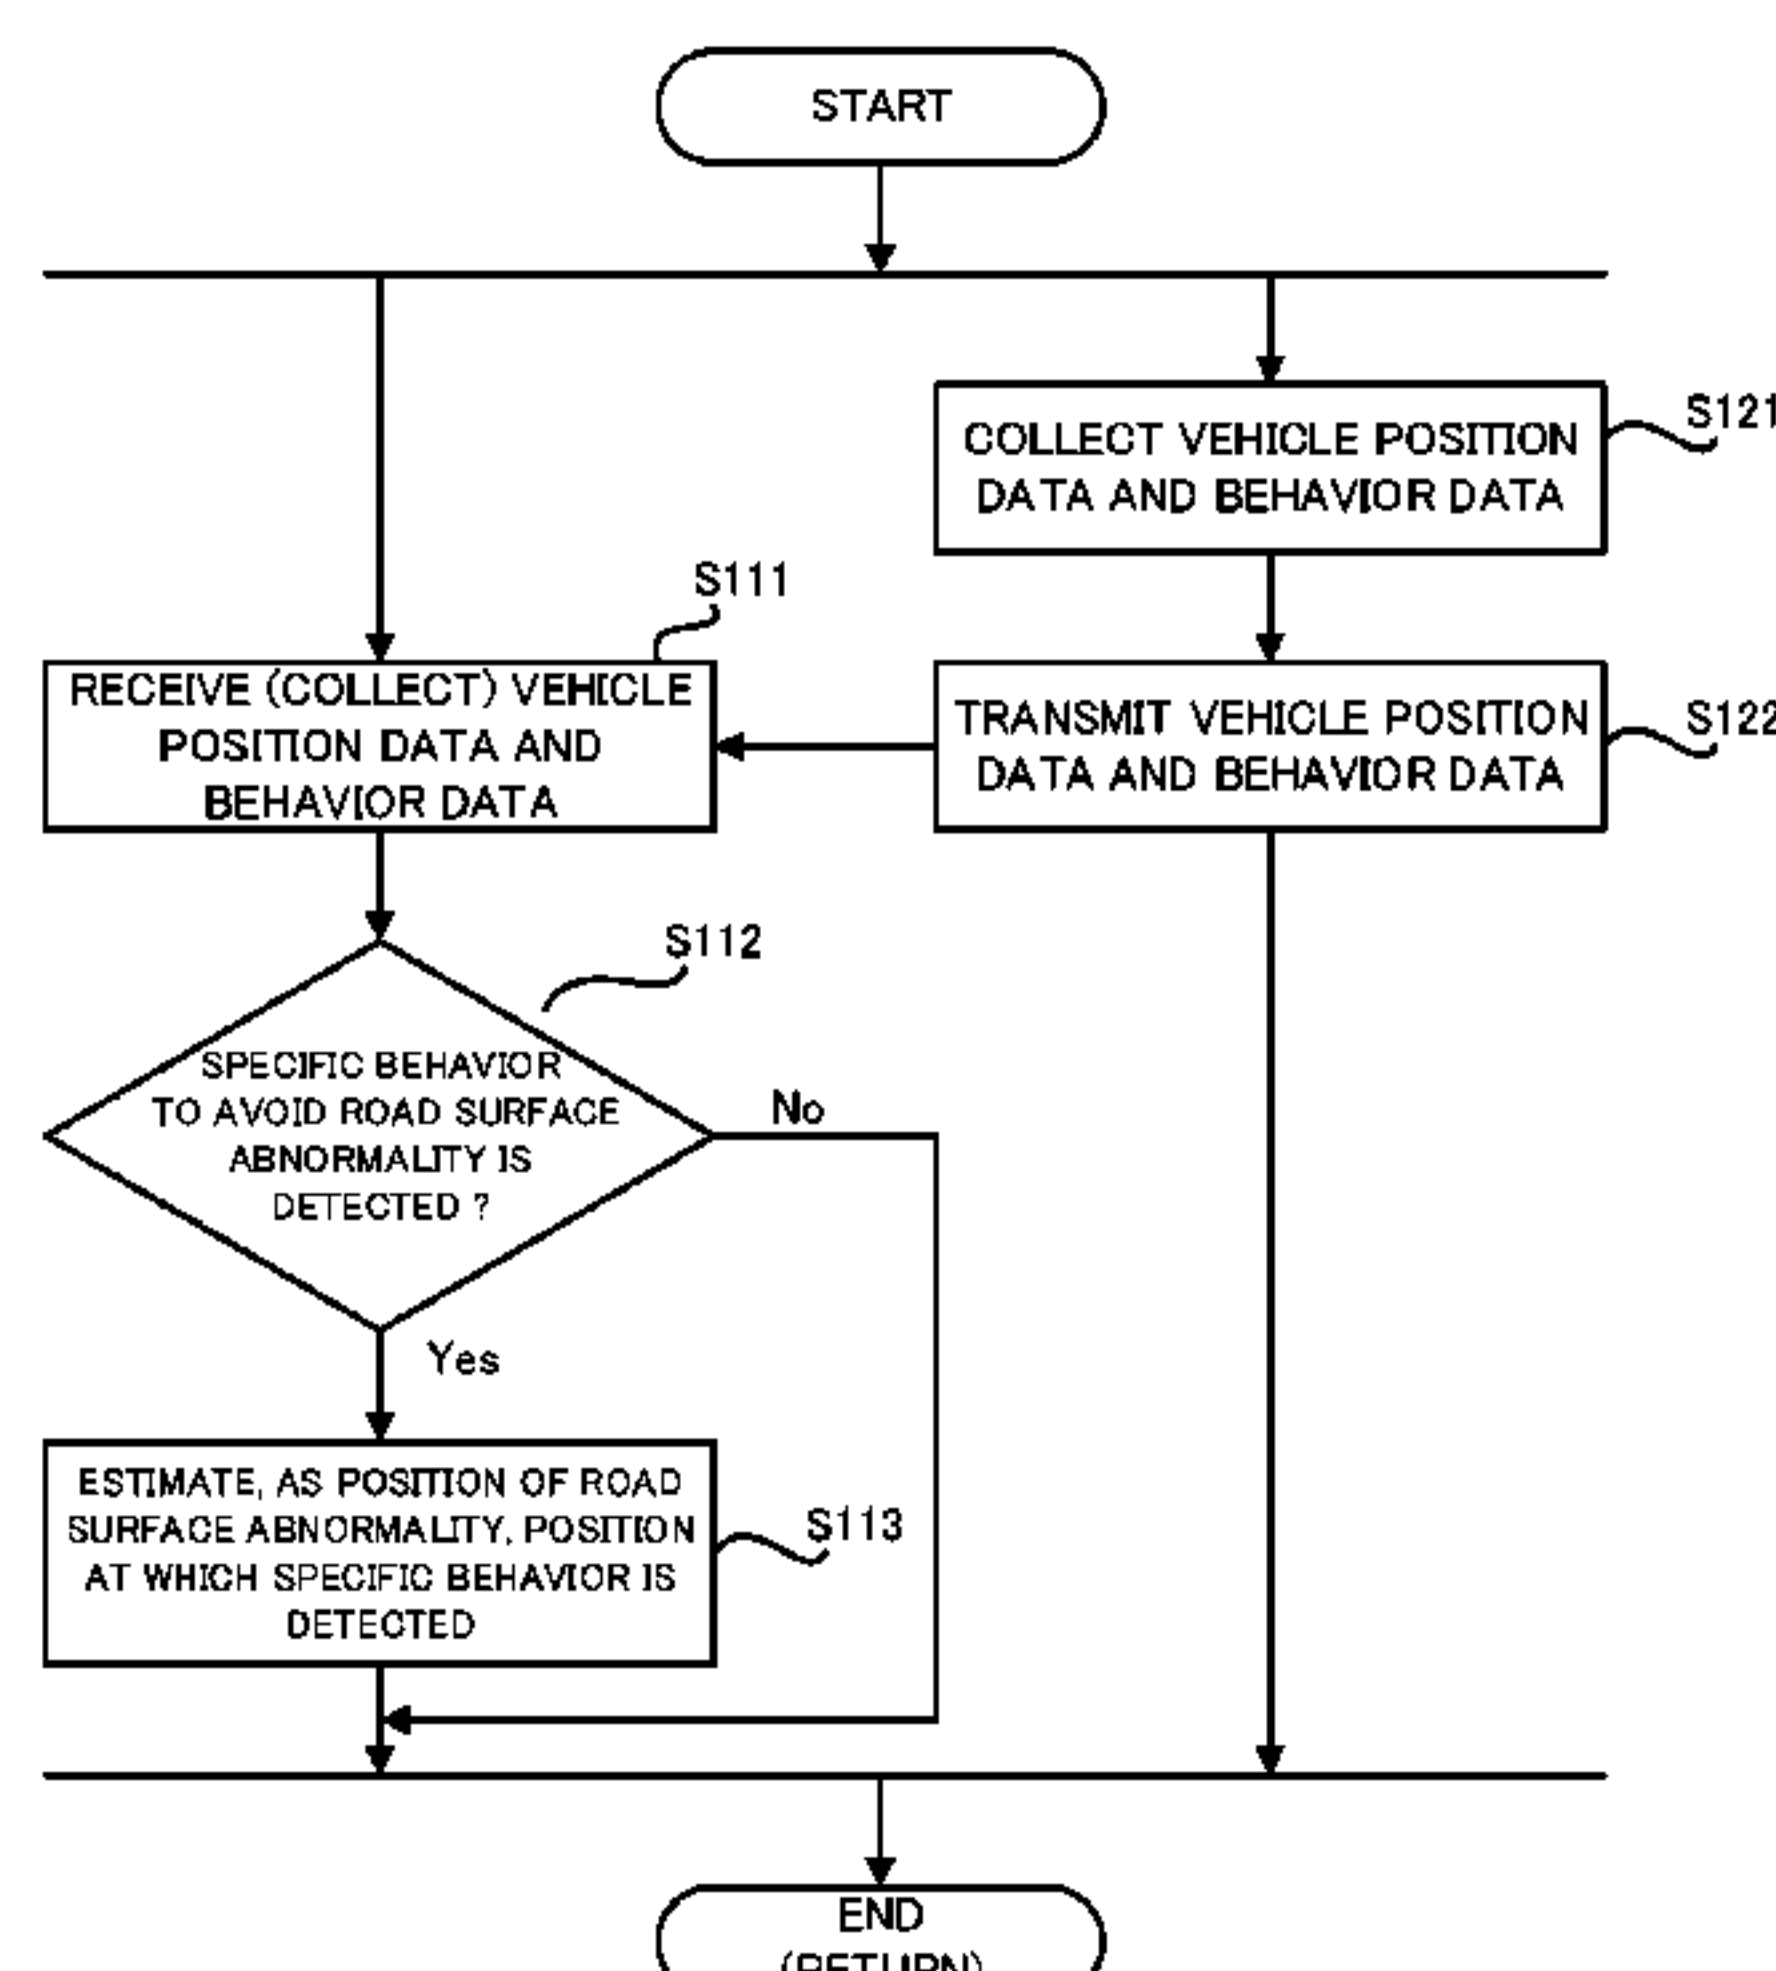 START
COLLECT VEHICLE POSITION
DATA AND BEHAVIOR DATA
S121
S111
RECEIVE (COLLECT) VEHICLE
POSITION DATA AND
BEHAVIOR DATA
TRANSMIT VEHICLE POSITION
DATA AND BEHAVIOR DATA
S122
S112
SPECIFIC BEHAVIOR
TO AVOID ROAD SURFACE
ABNORMALITY IS
DETECTED ?
No
Yes
ESTIMATE, AS POSITION OF ROAD
SURFACE ABNORMALITY, POSITION
AT WHICH SPECIFIC BEHAVIOR IS
DETECTED
S113
END
(RETURN)